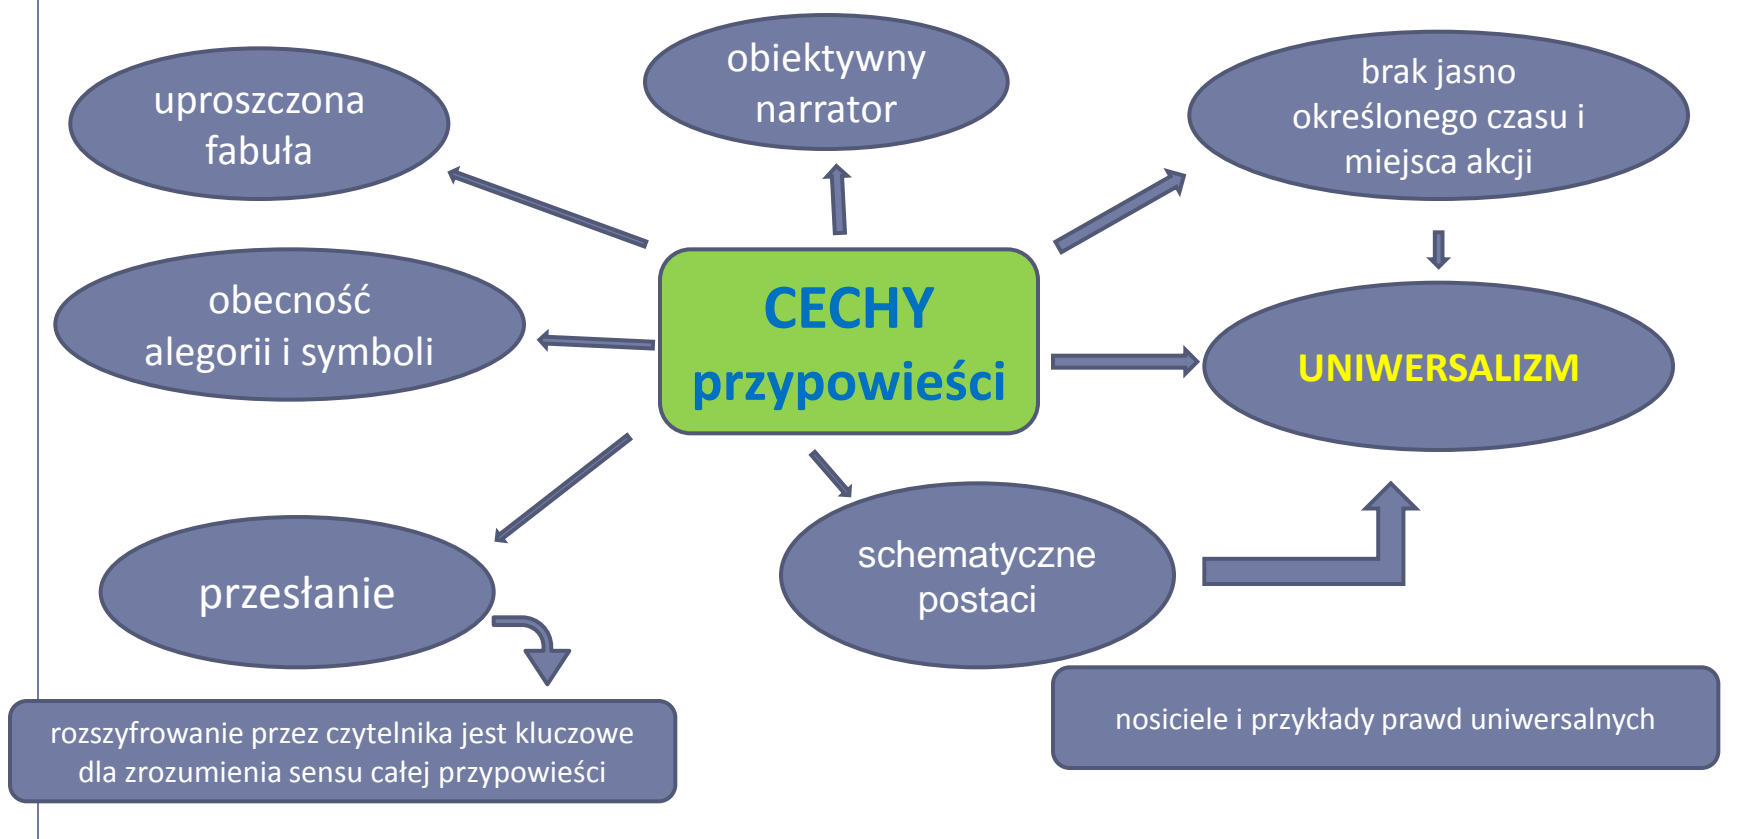 obiektywny
narrator
uproszczona
fabuła
brak jasno
określonego czasu i
miejsca akcji
CECHY
przypowieści
obecność
alegorii i symboli
UNIWERSALIZM
przesłanie
schematyczne
postaci
rozszyfrowanie przez czytelnika jest kluczowe
dla zrozumienia sensu całej przypowieści
nosiciele i przykłady prawd uniwersalnych